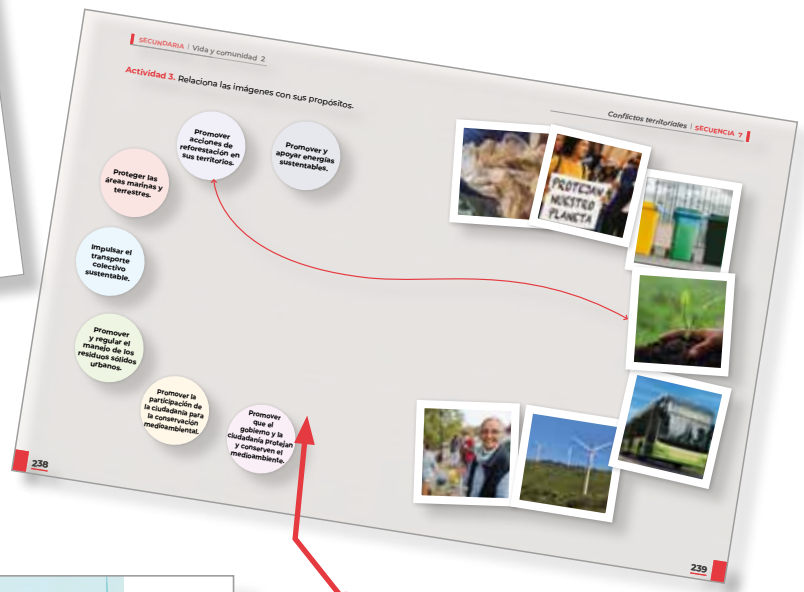 SECUNDARIA | Vida y comunidad 2
Actividad 3. Relaciona las imágenes con sus propósitos.
Promover
acciones de
reforestación en
sus territorios.
Promover y
apoyar energías
sustentables.
Proteger las
áreas marinas y
terrestres.
Impulsar el
transporte
colectivo
sustentable.
Promover
y regular el
manejo de los
residuos sólidos
urbanos.
Promover la
participación de
la ciudadanía para
la conservación
medioambiental.
Promover
que el
gobierno y la
ciudadanía protejan
y conserven el
medioambiente.
238
Conflictos territoriales | SECUENCIA 7
PROTEJAN
NUESTRO
PLANETA
239